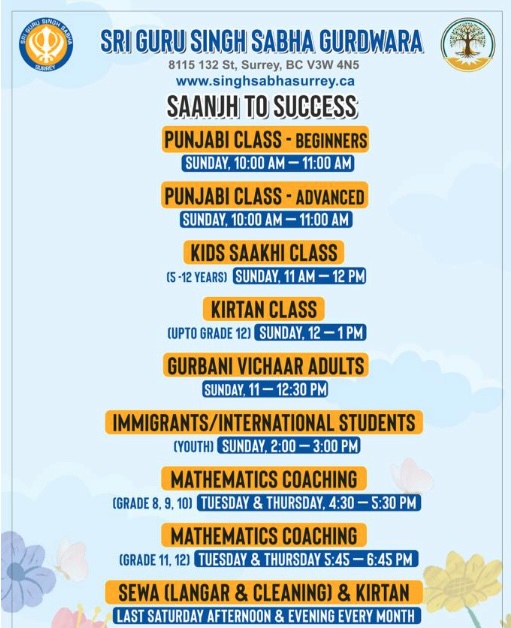 SRI GURU SINGH SABHA
SURREY
SRI GURU SINGH SABHA GURDWARA
8115 132 St, Surrey, BC V3W 4N5
www.singhsabhasurrey.ca
SAANJH TO SUCCESS
PUNJABI CLASS - BEGINNERS
SUNDAY, 10:00 AM — 11:00 AM
PUNJABI CLASS - ADVANCED
SUNDAY, 10:00 AM — 11:00 AM
KIDS SAAKHI CLASS
(5 -12 YEARS) SUNDAY, 11 AM — 12 PM
KIRTAN CLASS
(UPTO GRADE 12) SUNDAY, 12 — 1 PM
GURBANI VICHAAR ADULTS
SUNDAY, 11 — 12:30 PM
IMMIGRANTS/INTERNATIONAL STUDENTS
(YOUTH) SUNDAY, 2:00 — 3:00 PM
MATHEMATICS COACHING
(GRADE 8, 9, 10) TUESDAY & THURSDAY, 4:30 — 5:30 PM
MATHEMATICS COACHING
(GRADE 11, 12) TUESDAY & THURSDAY 5:45 — 6:45 PM
SEWA (LANGAR & CLEANING) & KIRTAN
LAST SATURDAY AFTERNOON & EVENING EVERY MONTH